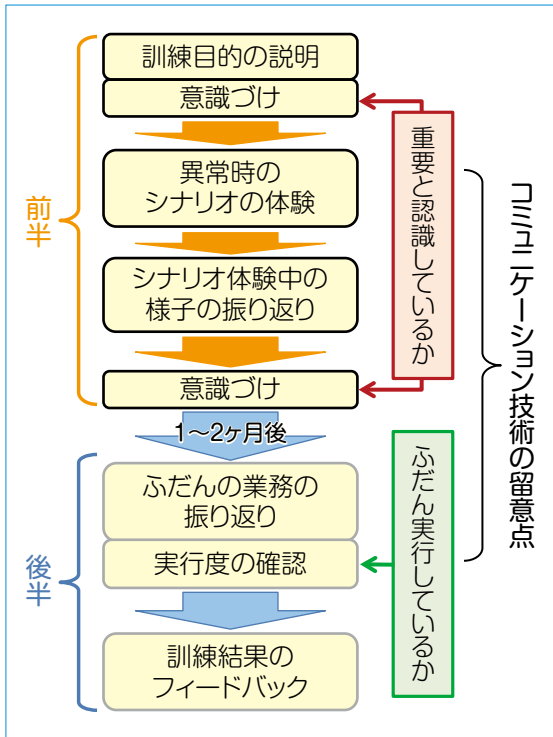 訓練目的の説明
意識づけ
異常時の
シナリオの体験
シナリオ体験中の
様子の振り返り
意識づけ
前半
重要と認識しているか
1〜2ヶ月後
ふだんの業務の
振り返り
実行度の確認
訓練結果の
フィードバック
後半
ふだん実行しているか
コミュニケーション技術の留意点